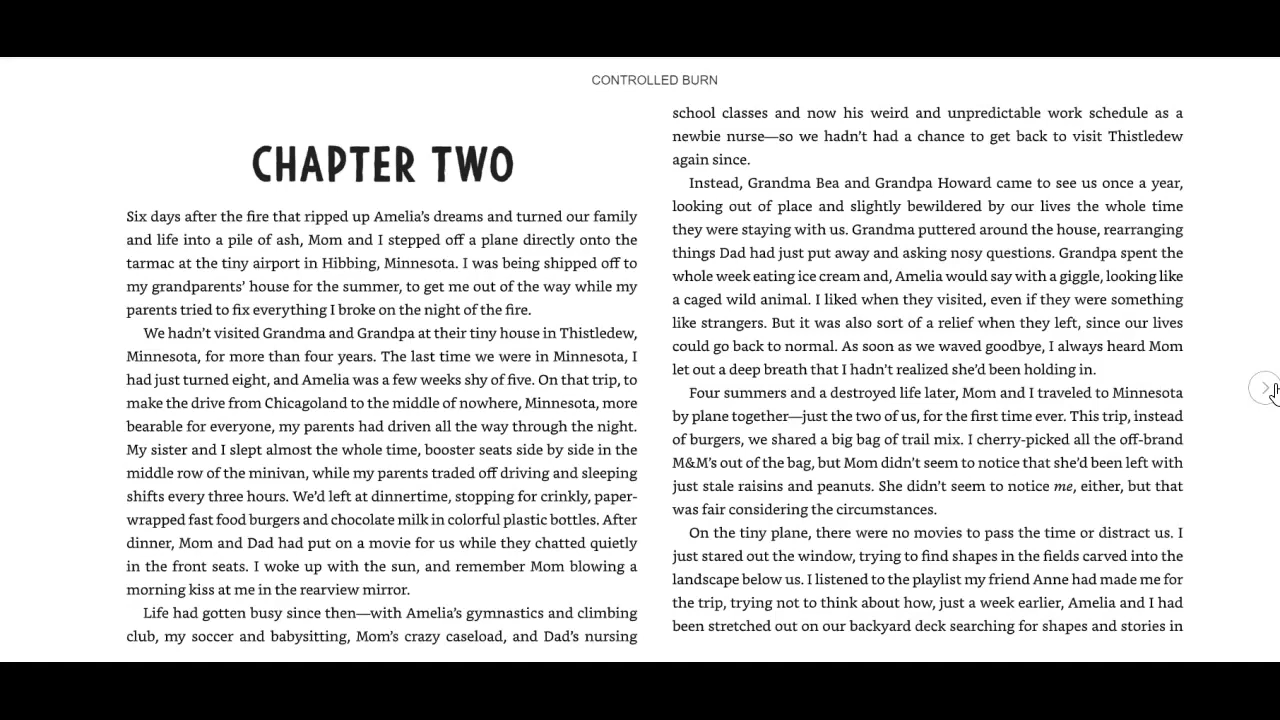 CONTROLLED BURN
CHAPTER TWO
Six days after the fire that ripped up Amelia’s dreams and turned our family
and life into a pile of ash, Mom and I stepped off a plane directly onto the
tarmac at the tiny airport in Hibbing, Minnesota. I was being shipped off to
my grandparents’ house for the summer, to get me out of the way while my
parents tried to fix everything I broke on the night of the fire.
We hadn’t visited Grandma and Grandpa at their tiny house in Thistledew,
Minnesota, for more than four years. The last time we were in Minnesota, I
had just turned eight, and Amelia was a few weeks shy of five. On that trip, to
make the drive from Chicagoland to the middle of nowhere, Minnesota, more
bearable for everyone, my parents had driven all the way through the night.
My sister and I slept almost the whole time, booster seats side by side in the
middle row of the minivan, while my parents traded off driving and sleeping
shifts every three hours. We’d left at dinnertime, stopping for crinkly, paper-
wrapped fast food burgers and chocolate milk in colorful plastic bottles. After
dinner, Mom and Dad had put on a movie for us while they chatted quietly
in the front seats. I woke up with the sun, and remember Mom blowing a
morning kiss at me in the rearview mirror.
Life had gotten busy since then—with Amelia’s gymnastics and climbing
club, my soccer and babysitting, Mom’s crazy caseload, and Dad’s nursing
school classes and now his weird and unpredictable work schedule as a
newbie nurse—so we hadn’t had a chance to get back to visit Thistledew
again since.
Instead, Grandma Bea and Grandpa Howard came to see us once a year,
looking out of place and slightly bewildered by our lives the whole time
they were staying with us. Grandma puttered around the house, rearranging
things Dad had just put away and asking nosy questions. Grandpa spent the
whole week eating ice cream and, Amelia would say with a giggle, looking like
a caged wild animal. I liked when they visited, even if they were something
like strangers. But it was also sort of a relief when they left, since our lives
could go back to normal. As soon as we waved goodbye, I always heard Mom
let out a deep breath that I hadn’t realized she’d been holding in.
Four summers and a destroyed life later, Mom and I traveled to Minnesota
by plane together—just the two of us, for the first time ever. This trip, instead
of burgers, we shared a big bag of trail mix. I cherry-picked all the off-brand
M&M’s out of the bag, but Mom didn’t seem to notice that she’d been left with
just stale raisins and peanuts. She didn’t seem to notice me, either, but that
was fair considering the circumstances.
On the tiny plane, there were no movies to pass the time or distract us. I
just stared out the window, trying to find shapes in the fields carved into the
landscape below us. I listened to the playlist my friend Anne had made me for
the trip, trying not to think about how, just a week earlier, Amelia and I had
been stretched out on our backyard deck searching for shapes and stories in